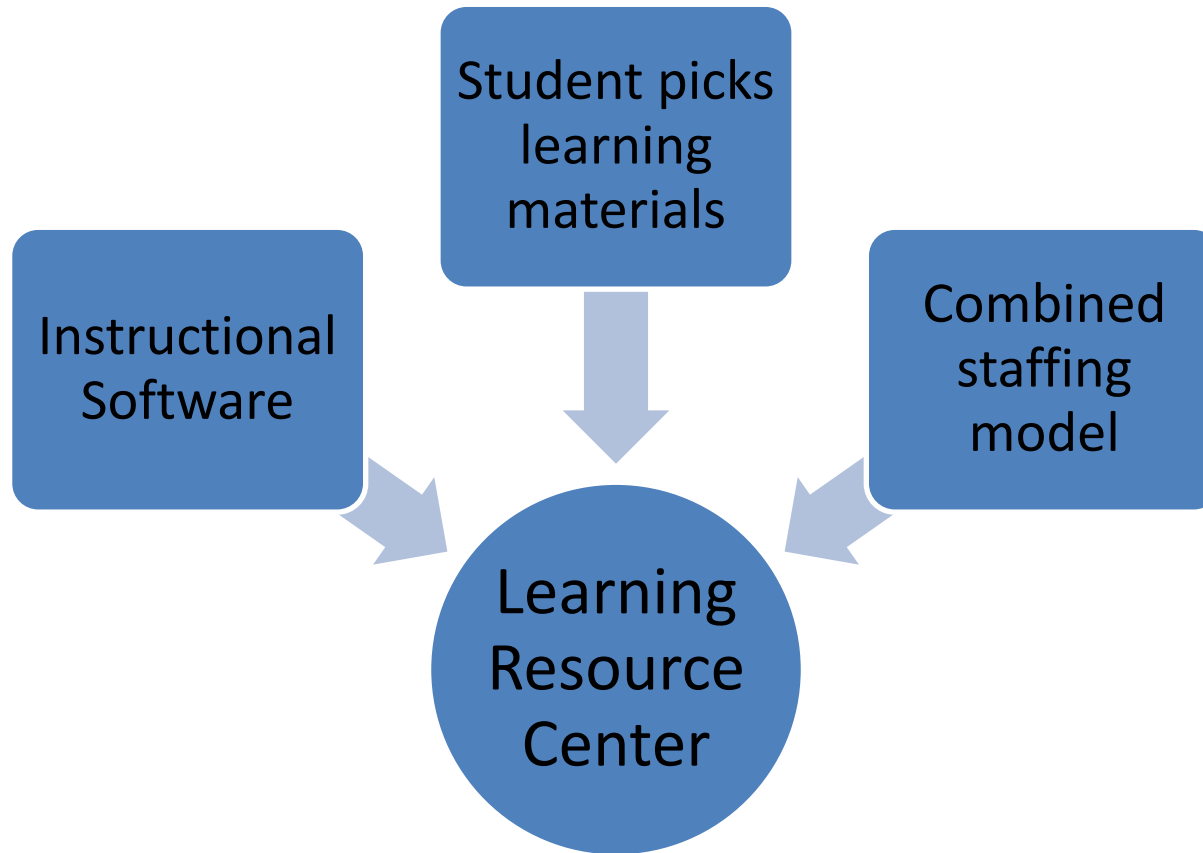 Student picks
learning
materials
Instructional
Software
Combined
staffing
model
Learning
Resource
Center